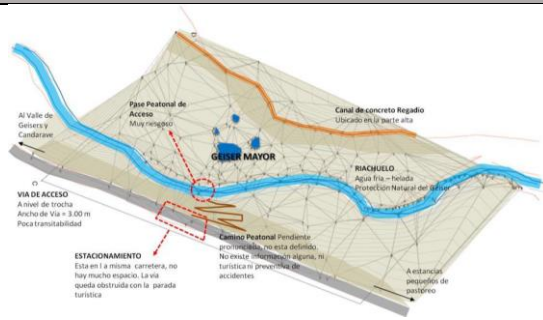 Pase Peatonal de
Acceso
Muy riesgoso
Canal de concreto Regadío
Ubicado en la parte alta
Al Valle de
Geisers y
Candarave
GEISER MAYOR
RIACHUELO
Agua fría – helada
Protección Natural del Geiser
VIA DE ACCESO
A nivel de trocha
Ancho de Vía = 3.00 m
Poca transitabilidad
Camino Peatonal Pendiente
pronunciada, no esta definido.
No existe información alguna, ni
turística ni preventiva de
accidentes
ESTACIONAMIENTO
Esta en l a misma carretera, no
hay mucho espacio. La vía
queda obstruida con la parada
turística
A estancias
pequeños de
pastoreo